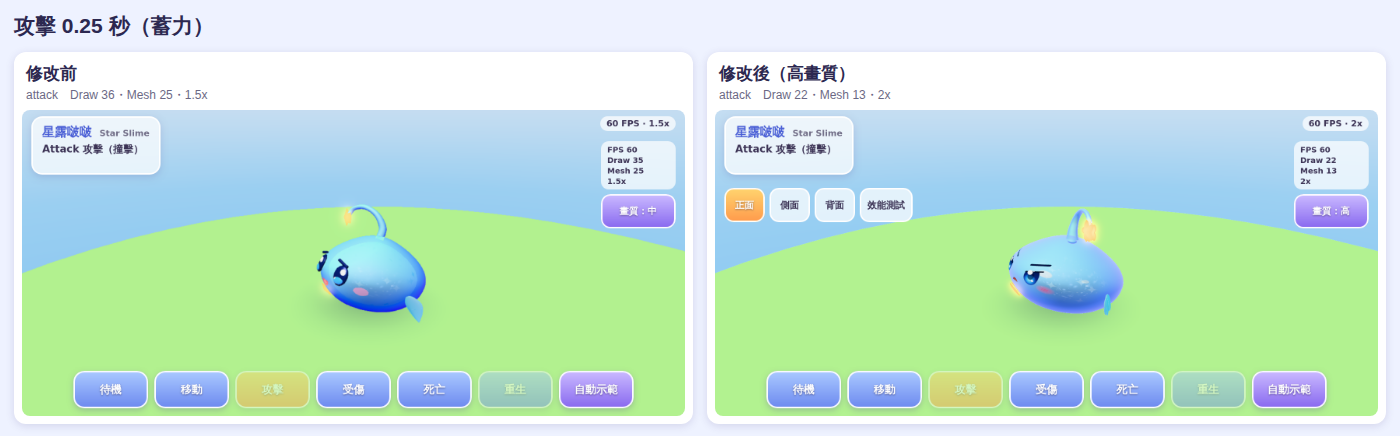 攻擊 0.25 秒（蓄力）
修改前
attack Draw 36・Mesh 25・1.5x
星露啵啵 Star Slime
Attack 攻擊（撞擊）
60 FPS・1.5x
FPS 60
Draw 35
Mesh 25
1.5x
畫質：中
待機 移動 攻擊 受傷 死亡 重生 自動示範
修改後（高畫質）
attack Draw 22・Mesh 13・2x
星露啵啵 Star Slime
Attack 攻擊（撞擊）
60 FPS・2x
FPS 60
Draw 22
Mesh 13
2x
正面 側面 背面 效能測試
畫質：高
待機 移動 攻擊 受傷 死亡 重生 自動示範